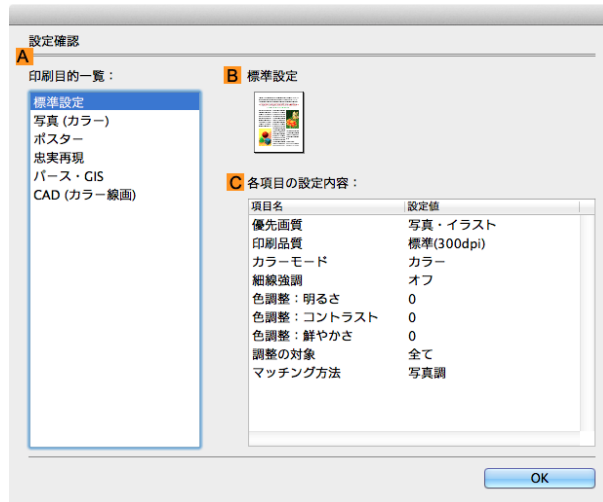 設定確認
A
印刷目的一覧：
標準設定
写真 (カラー)
ポスター
忠実再現
パース・GIS
CAD (カラー線画)
B 標準設定
C 各項目の設定内容：
項目名 設定値
優先画質 写真・イラスト
印刷品質 標準(300dpi)
カラーモード カラー
細線強調 オフ
色調整：明るさ 0
色調整：コントラスト 0
色調整：鮮やかさ 0
調整の対象 全て
マッチング方法 写真調
OK